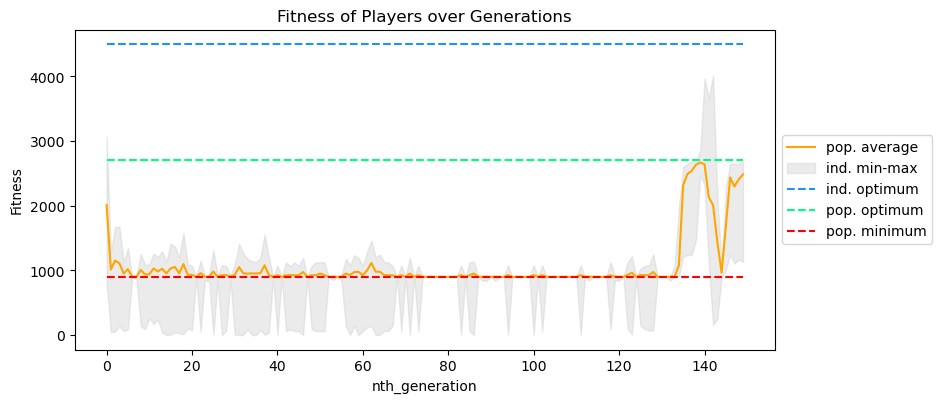 Fitness of Players over Generations
Fitness
4000
3000
2000
1000
0
0 20 40 60 80 100 120 140
nth_generation
pop. average
ind. min-max
ind. optimum
pop. optimum
pop. minimum